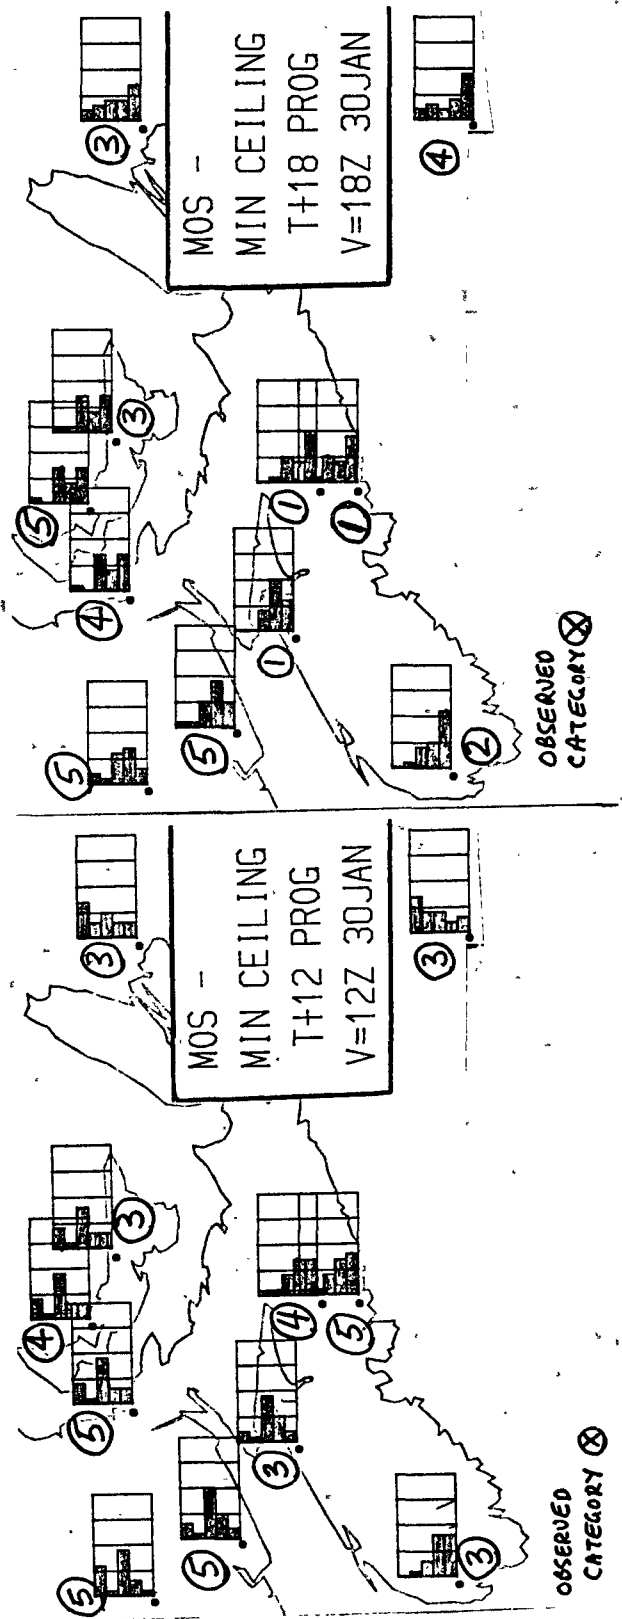 4
5
5
3
3
5
MOS -
MIN CEILING
T+12 PROG
V=12Z 30JAN
3
4
5
3
3
OBSERVED
CATEGORY X
5
5
4
3
3
5
MOS -
MIN CEILING
T+18 PROG
V=18Z 30JAN
1
1
1
4
2
OBSERVED
CATEGORY X